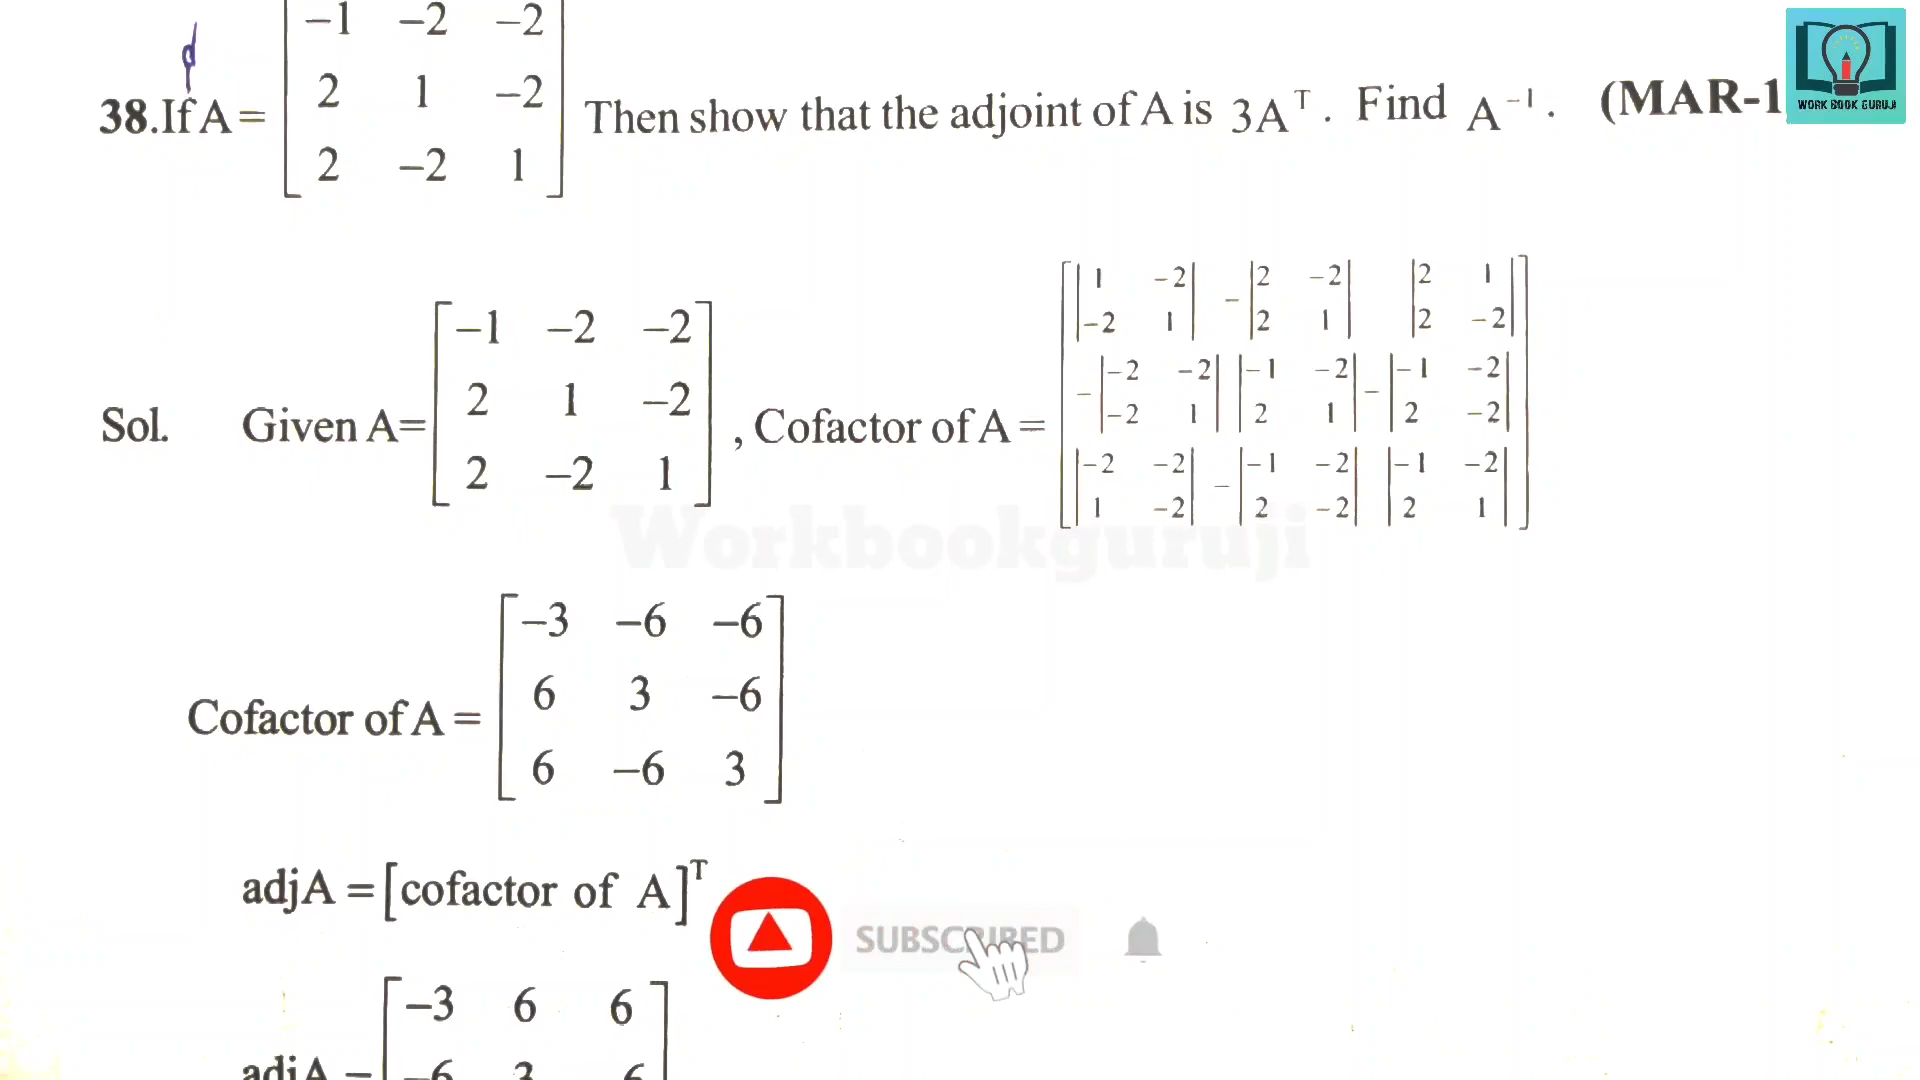 −1 −2 −2
2 1 −2
2 −2 1
38.If A = Then show that the adjoint of A is 3Aᵀ. Find A⁻¹. (MAR-1
WORK BOOK GURUJI
Sol. Given A= , Cofactor of A =
−1 −2 −2
2 1 −2
2 −2 1
1 −2 − 2 −2 2 1
−2 1 2 1 2 −2
− −2 −2 −1 −2 − −1 −2
−2 1 2 1 2 −2
−2 −2 − −1 −2 −1 −2
1 −2 2 −2 2 1
Workbookguruji
Cofactor of A =
−3 −6 −6
6 3 −6
6 −6 3
adjA = [cofactor of A]ᵀ
SUBSCRIBED
−3 6 6
adjA = −6 3